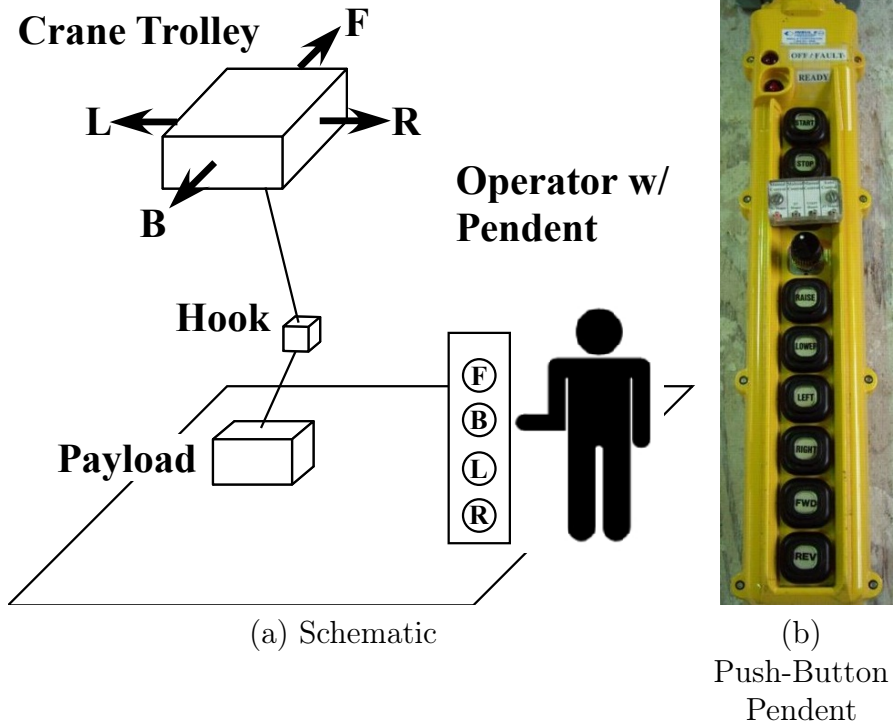 Crane Trolley
F
L
R
B
Operator w/
Pendent
Hook
Payload
F
B
L
R
OFF / FAULT
READY
START
STOP
RAISE
LOWER
LEFT
RIGHT
FWD
REV
(a) Schematic
(b)
Push-Button
Pendent